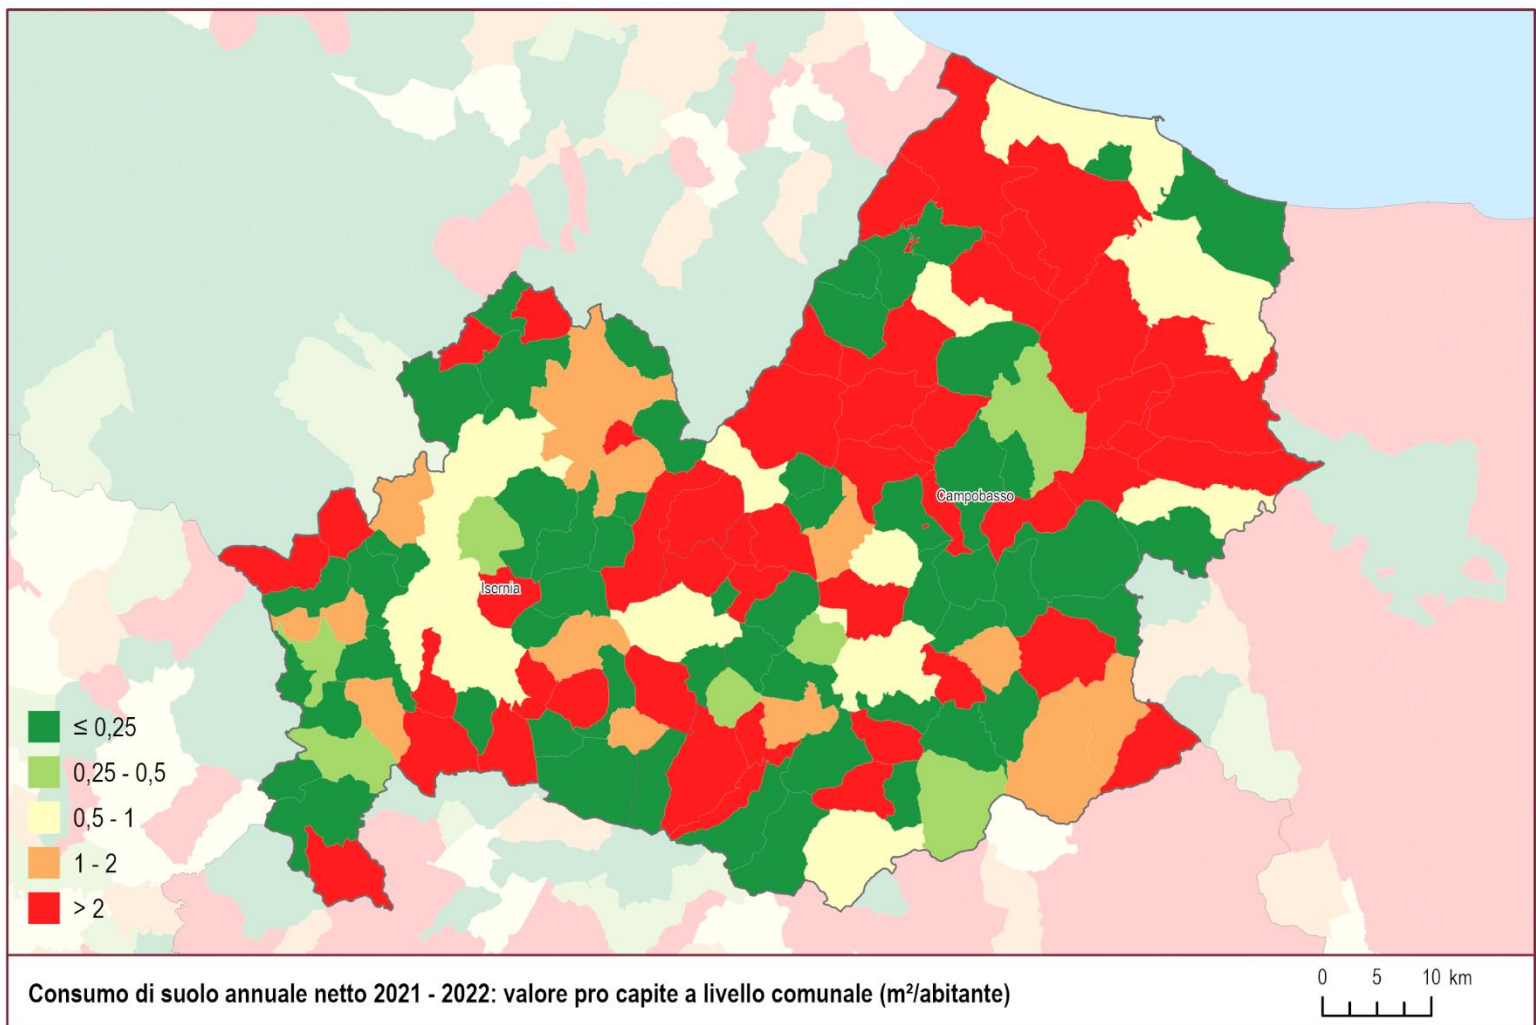 Campobasso
Isernia
≤ 0,25
0,25 - 0,5
0,5 - 1
1 - 2
> 2
Consumo di suolo annuale netto 2021 - 2022: valore pro capite a livello comunale (m²/abitante)
0 5 10 km